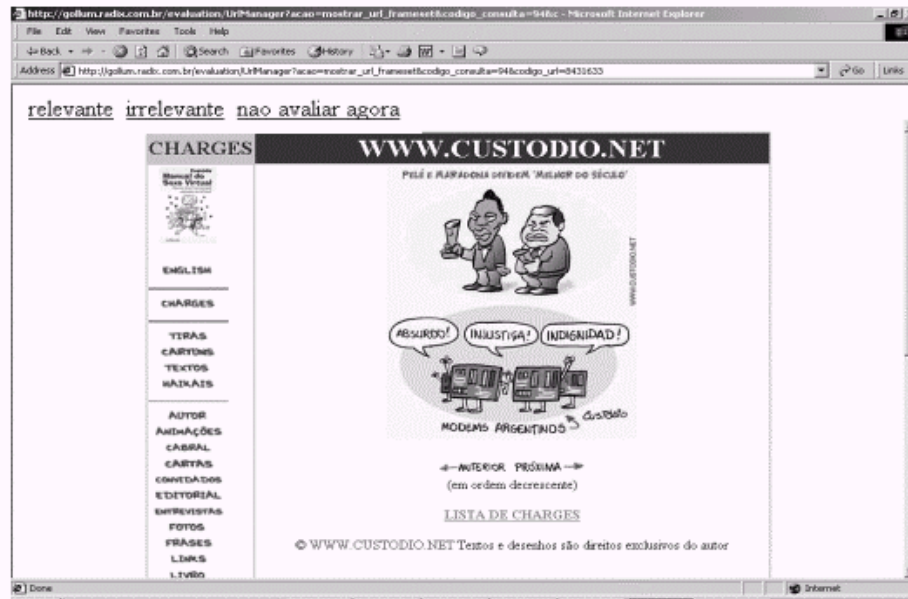 http://gollum.radix.com.br/evaluation/UrlManager?acao=mostrar_url_frameset&codigo_consulta=94&c - Microsoft Internet Explorer
File Edit View Favorites Tools Help
Back Search Favorites History
Address http://gollum.radix.com.br/evaluation/UrlManager?acao=mostrar_url_frameset&codigo_consulta=94&codigo_url=8431633 Go Links
relevante irrelevante nao avaliar agora
CHARGES WWW.CUSTODIO.NET
PELÉ E MARADONA DIVIDEM 'MELHOR DO SÉCULO'
Manual do
Sexo Virtual
WWW.CUSTODIO.NET
ENGLISH
CHARGES
ABSURDO! INJUSTIÇA! INDIGNIDAD!
TIRAS
CARTUNS
TEXTOS
HAIKAIS
CUSTÓDIO
MODEMS ARGENTINOS
AUTOR
ANIMAÇÕES
CABRAL
CARTAS
CONVIDADOS
EDITORIAL
ENTREVISTAS
FOTOS
FRASES
LINKS
LIVRO
ANTERIOR PRÓXIMA
(em ordem decrescente)
LISTA DE CHARGES
© WWW.CUSTODIO.NET Textos e desenhos são direitos exclusivos do autor
Done Internet